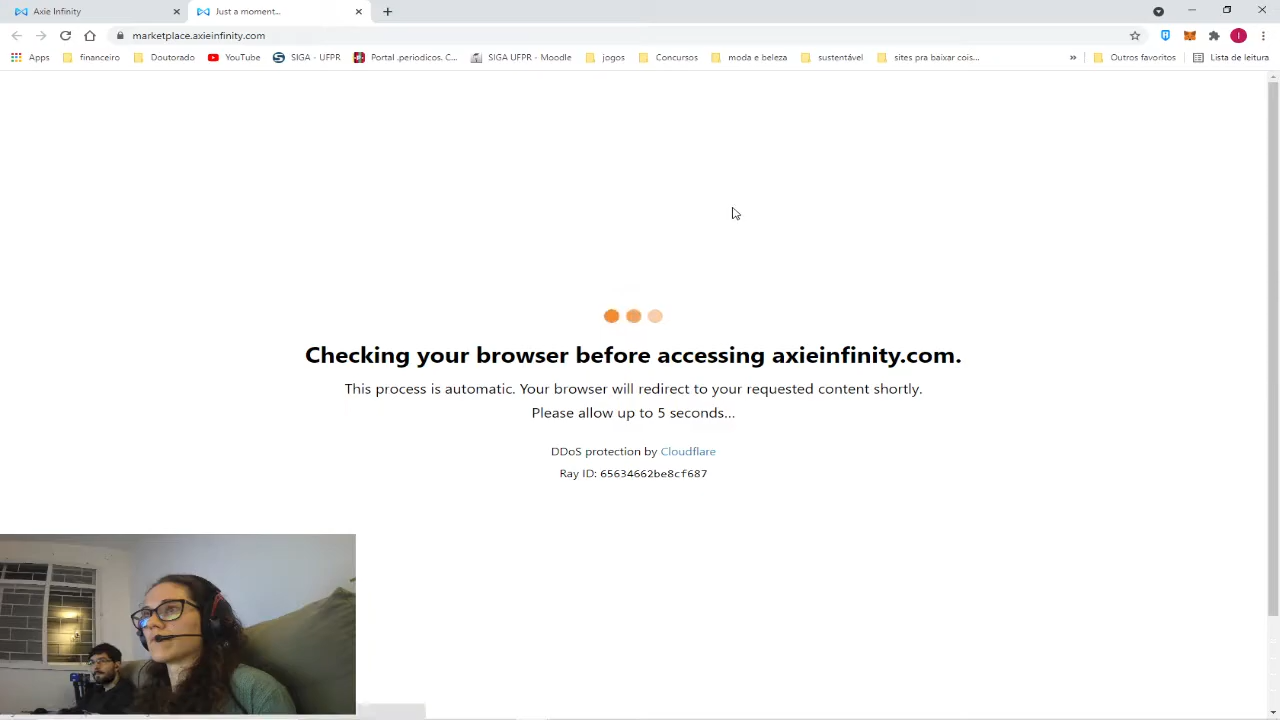 Axie Infinity
Just a moment...
marketplace.axieinfinity.com
Apps
financeiro
Doutorado
YouTube
SIGA - UFPR
Portal .periodicos. C...
SIGA UFPR - Moodle
jogos
Concursos
moda e beleza
sustentável
sites pra baixar cois...
»
Outros favoritos
Lista de leitura
Checking your browser before accessing axieinfinity.com.
This process is automatic. Your browser will redirect to your requested content shortly.
Please allow up to 5 seconds...
DDoS protection by Cloudflare
Ray ID: 65634662be8cf687